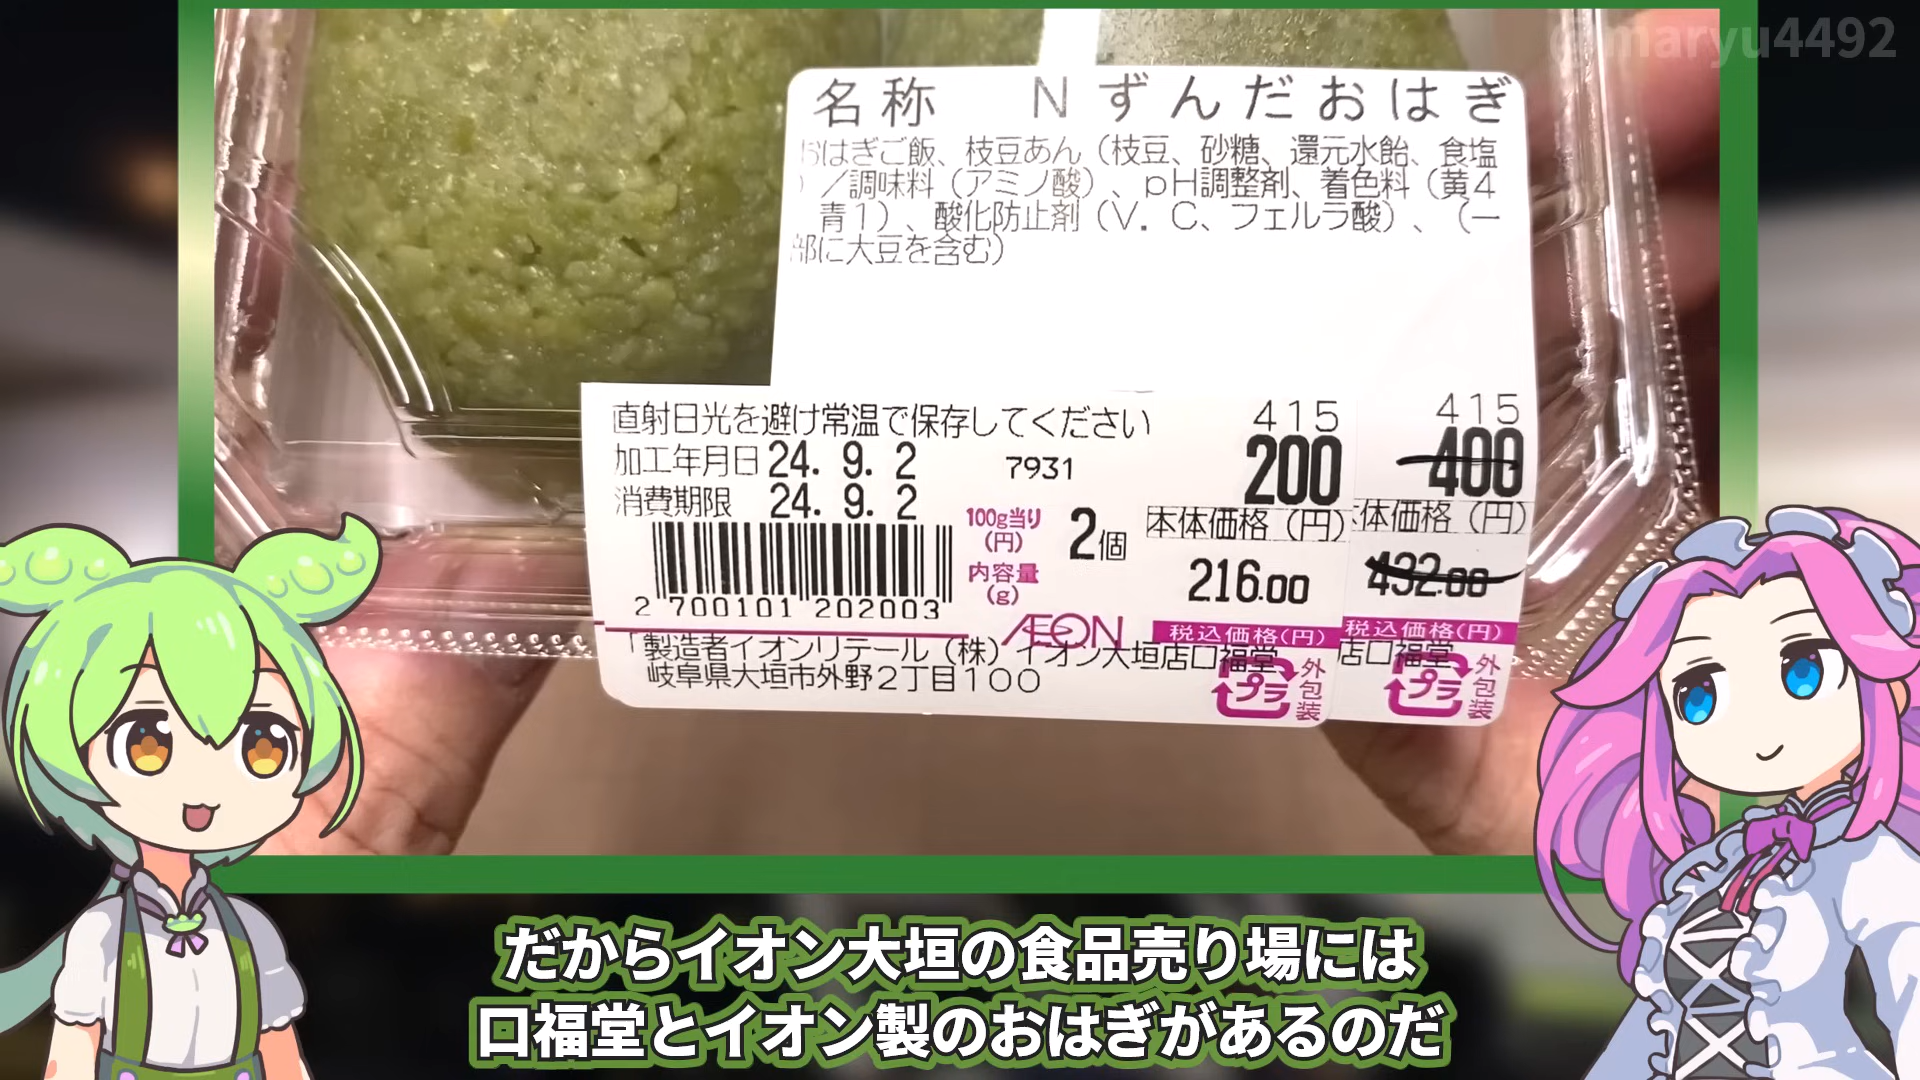 @maryu4492
名称 Nずんだおはぎ
おはぎご飯、枝豆あん（枝豆、砂糖、還元水飴、食塩
）／調味料（アミノ酸）、pH調整剤、着色料（黄4
青1）、酸化防止剤（V．C、フェルラ酸）、（一
部に大豆を含む）
直射日光を避け常温で保存してください
415
415
加工年月日 24. 9. 2
7931
200
400
消費期限 24. 9. 2
100g当り
(円)
2個
本体価格（円）
体価格（円）
内容量
(g)
216.00
432.00
2 700101 202003
ÆON
税込価格(円)
税込価格(円)
製造者イオンリテール（株）イオン大垣店口福堂
店口福堂
岐阜県大垣市外野2丁目100
プラ
外包装
プラ
外包装
だからイオン大垣の食品売り場には
口福堂とイオン製のおはぎがあるのだ